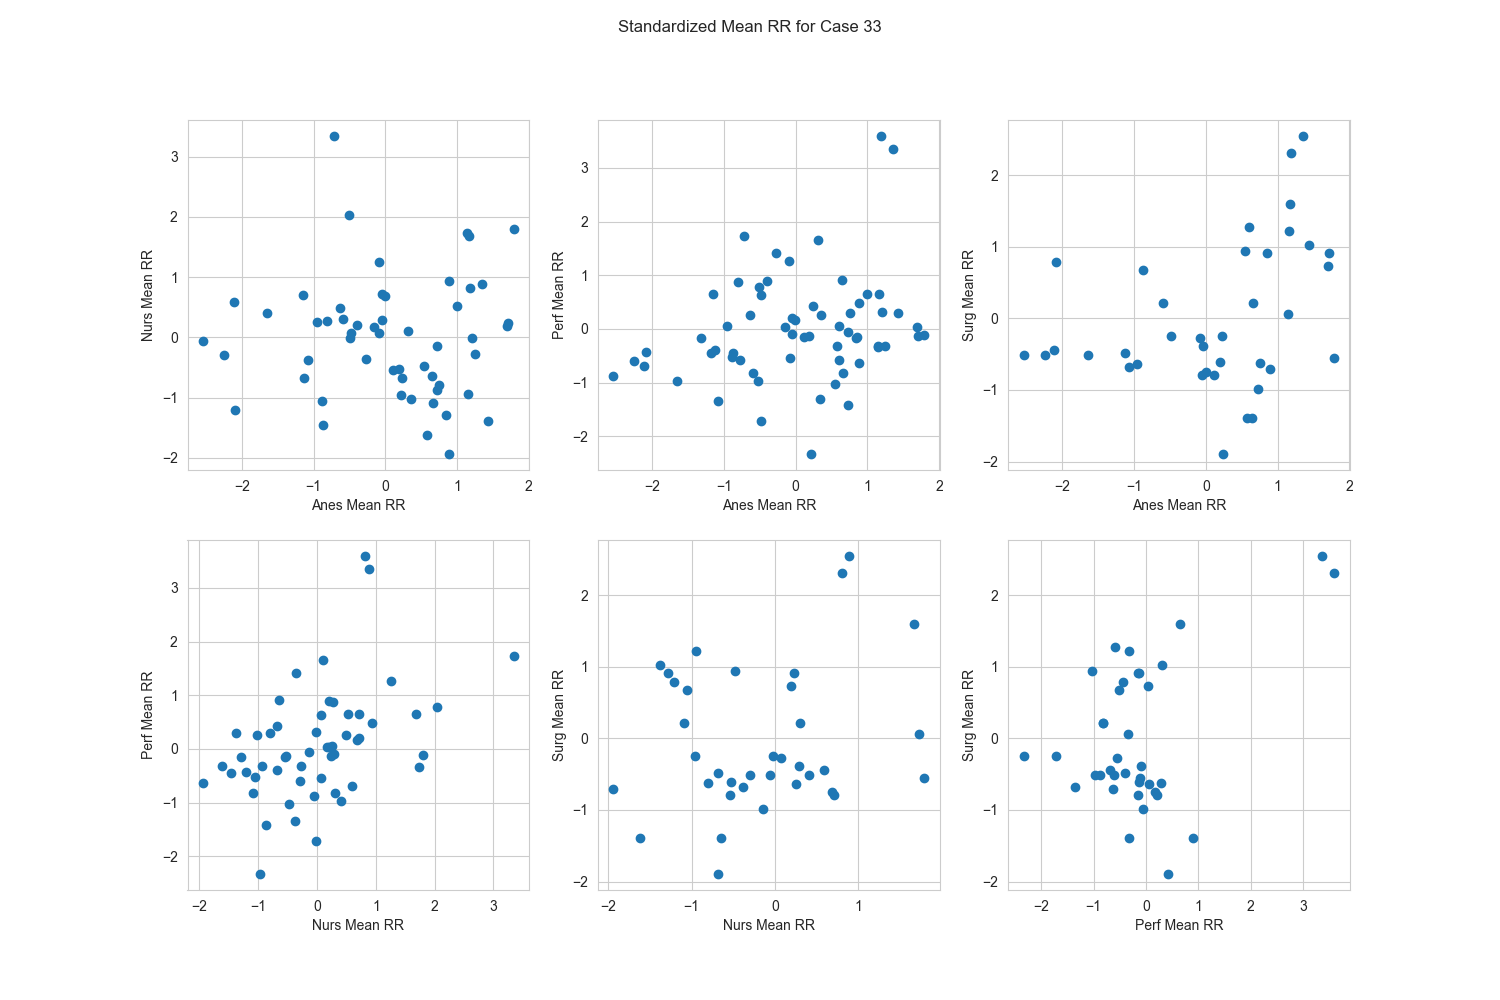 Standardized Mean RR for Case 33
Nurs Mean RR
3
2
1
0
−1
−2
−2 −1 0 1 2
Anes Mean RR
Perf Mean RR
3
2
1
0
−1
−2
−2 −1 0 1 2
Anes Mean RR
Surg Mean RR
2
1
0
−1
−2
−2 −1 0 1 2
Anes Mean RR
Perf Mean RR
3
2
1
0
−1
−2
−2 −1 0 1 2 3
Nurs Mean RR
Surg Mean RR
2
1
0
−1
−2
−2 −1 0 1
Nurs Mean RR
Surg Mean RR
2
1
0
−1
−2
−2 −1 0 1 2 3
Perf Mean RR